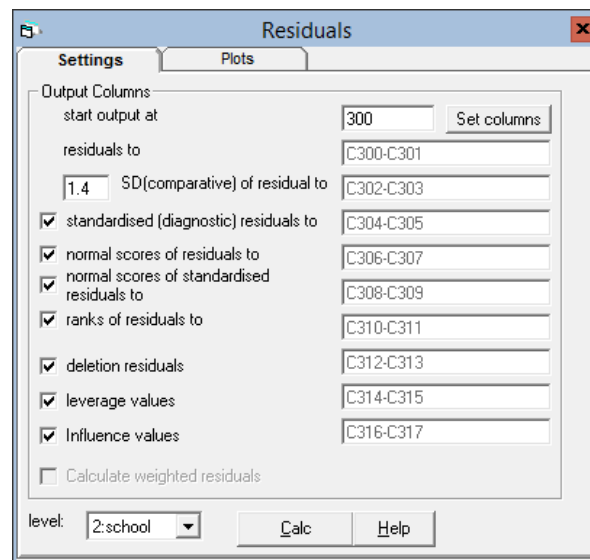 Residuals
Settings Plots
Output Columns
start output at 300 Set columns
residuals to C300-C301
1.4 SD(comparative) of residual to C302-C303
standardised (diagnostic) residuals to C304-C305
normal scores of residuals to C306-C307
normal scores of standardised
residuals to C308-C309
ranks of residuals to C310-C311
deletion residuals C312-C313
leverage values C314-C315
Influence values C316-C317
Calculate weighted residuals
level: 2:school Calc Help